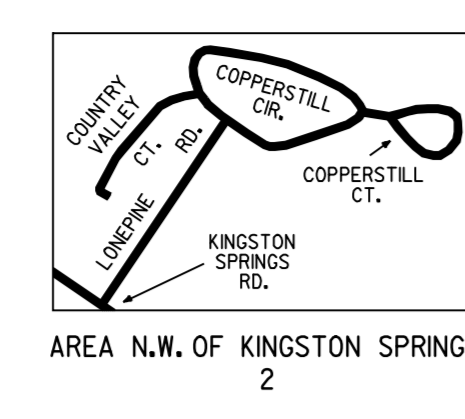 COPPERSTILL
CIR.
COUNTRY
VALLEY
CT.
LONEPINE RD.
COPPERSTILL
CT.
KINGSTON
SPRINGS
RD.
AREA N.W. OF KINGSTON SPRING
2